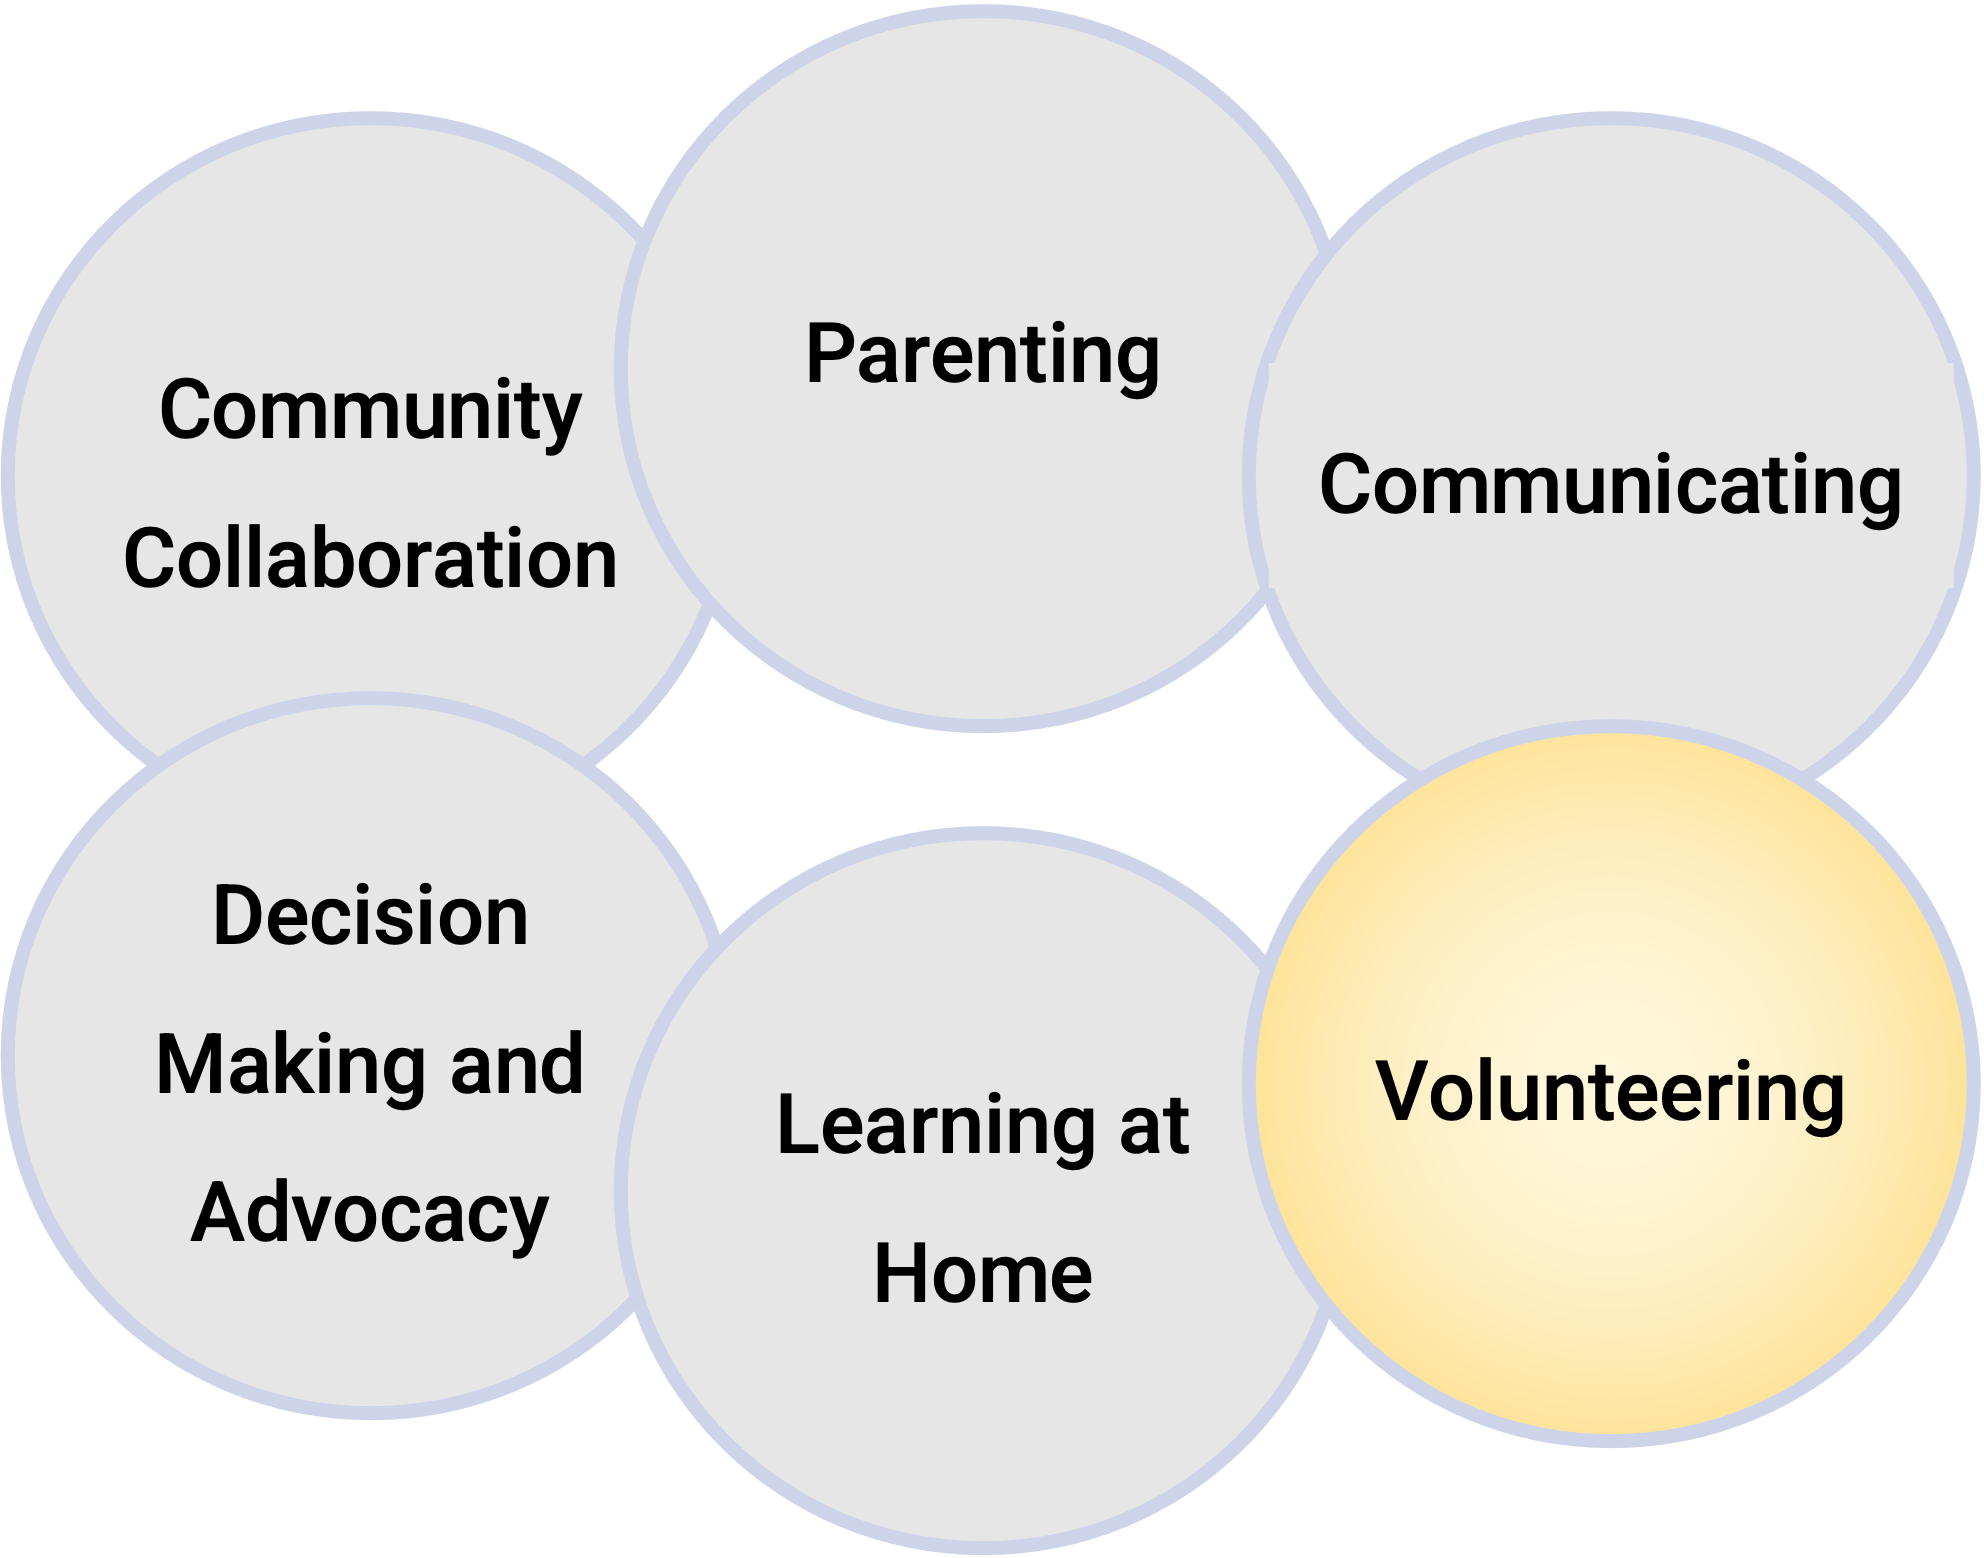 Parenting
Community
Collaboration
Communicating
Decision
Making and
Advocacy
Learning at
Home
Volunteering